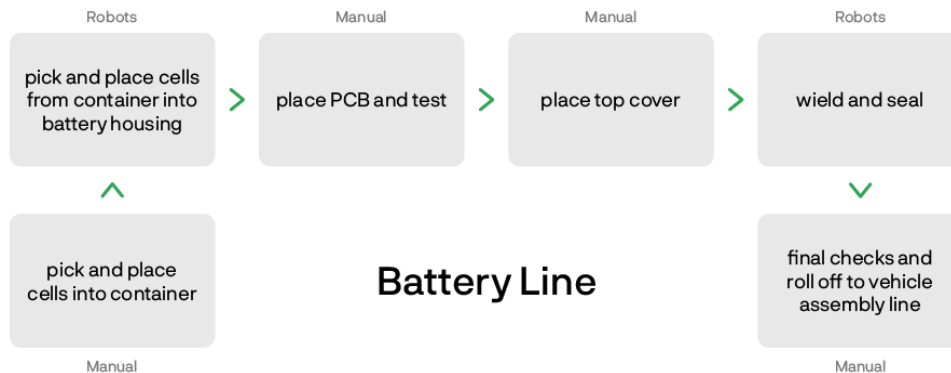 Robots
pick and place cells
from container into
battery housing
Manual
place PCB and test
Manual
place top cover
Robots
wield and seal
pick and place
cells into container
Manual
Battery Line
final checks and
roll off to vehicle
assembly line
Manual